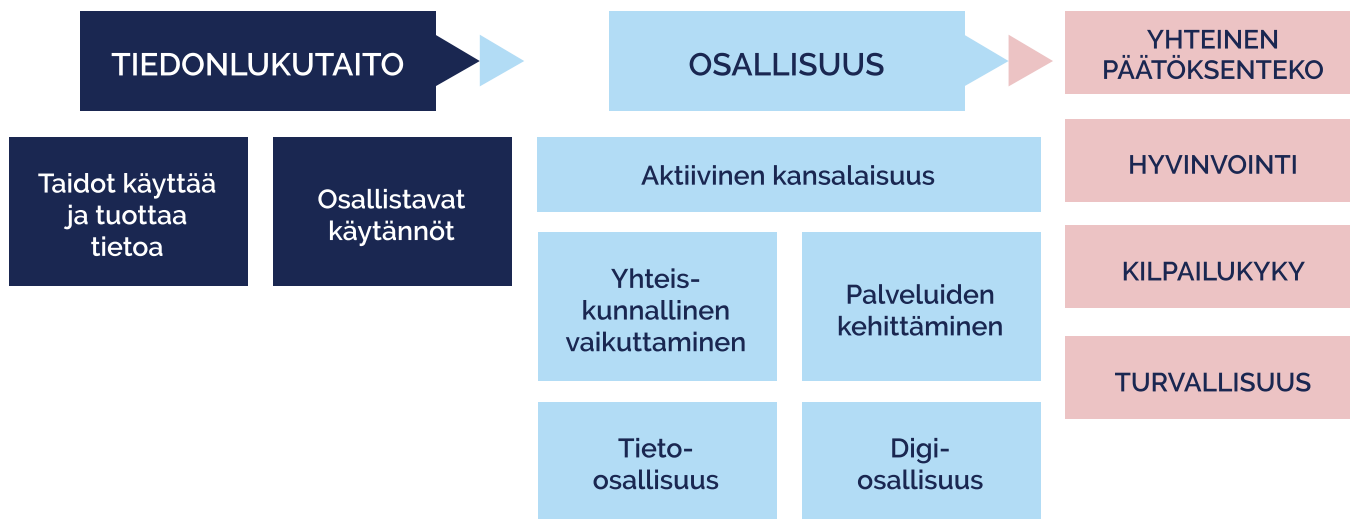 TIEDONLUKUTAITO
Taidot käyttää
ja tuottaa
tietoa
Osallistavat
käytännöt
OSALLISUUS
Aktiivinen kansalaisuus
Yhteis-
kunnallinen
vaikuttaminen
Palveluiden
kehittäminen
Tieto-
osallisuus
Digi-
osallisuus
YHTEINEN
PÄÄTÖKSENTEKO
HYVINVOINTI
KILPAILUKYKY
TURVALLISUUS